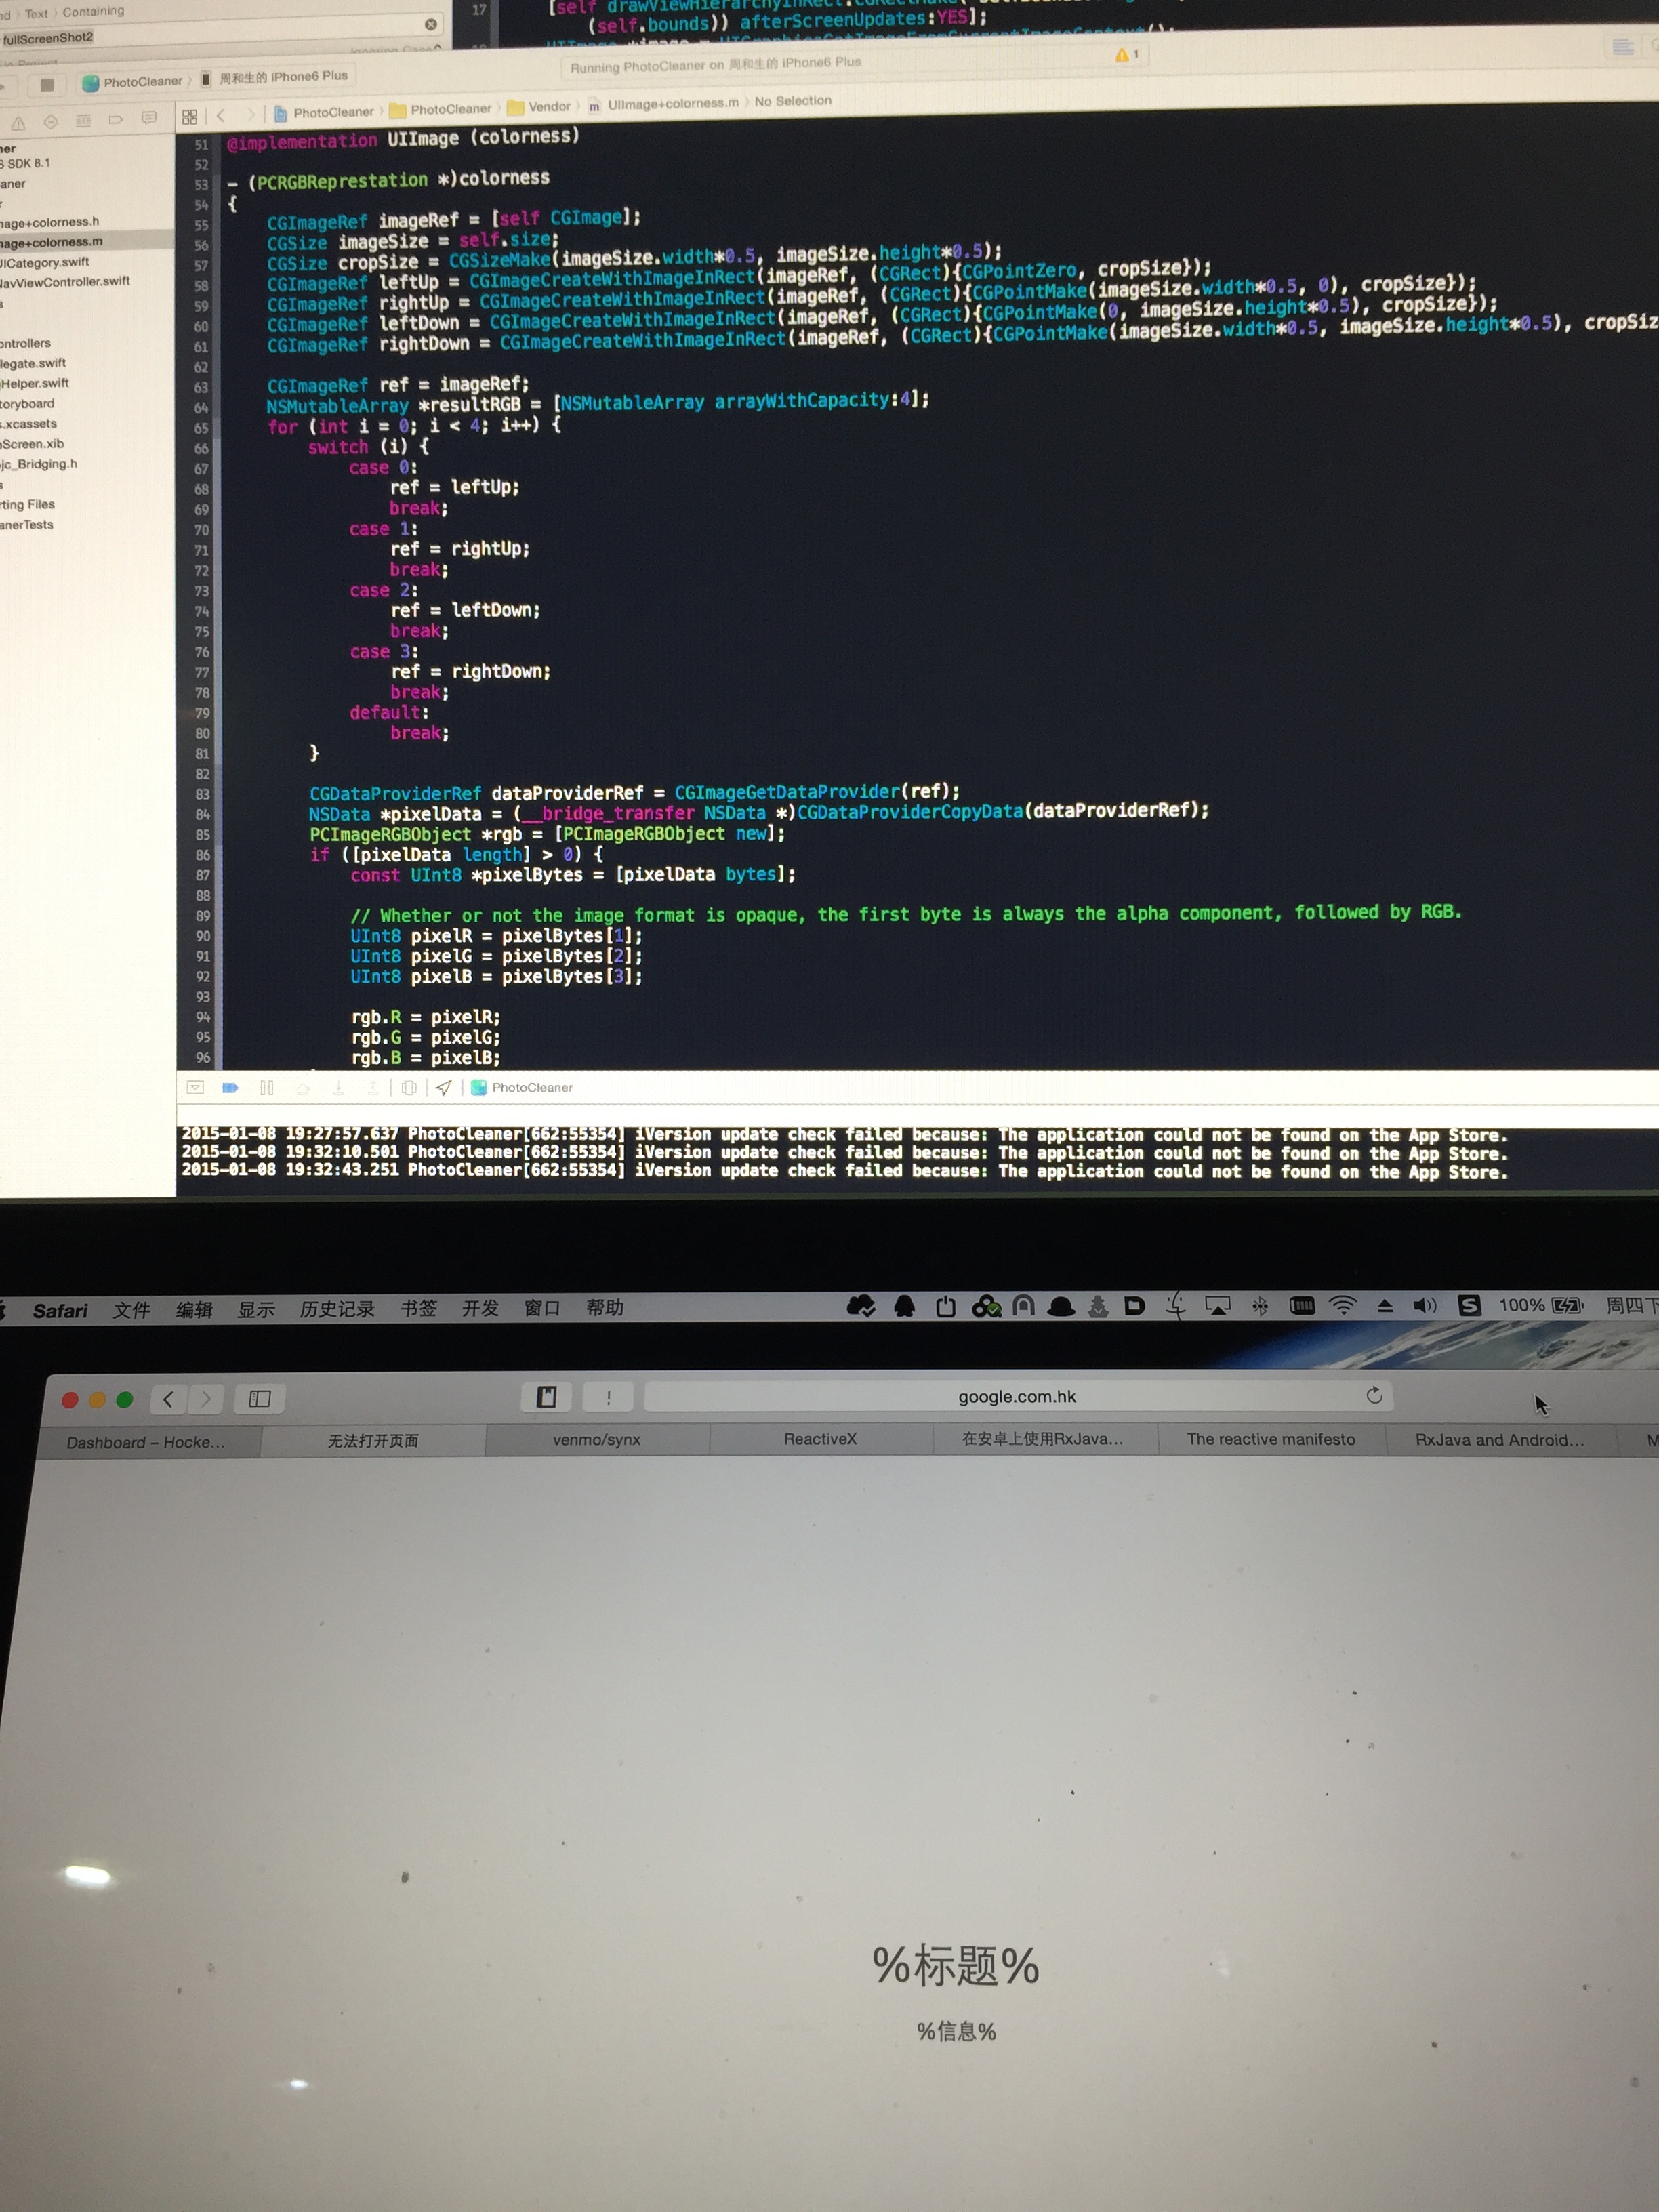 nd › Text › Containing
17
[self
(self.bounds)) afterScreenUpdates:YES];
fullScreenShot2
PhotoCleaner › 周和生的 iPhone6 Plus
Running PhotoCleaner on 周和生的 iPhone6 Plus
1
PhotoCleaner › PhotoCleaner › Vendor › m UIImage+colorness.m › No Selection
ner
S SDK 8.1
aner
r
nage+colorness.h
nage+colorness.m
UICategory.swift
NavViewController.swift
s
ontrollers
legate.swift
Helper.swift
toryboard
s.xcassets
Screen.xib
jc_Bridging.h
s
rting Files
anerTests
51 @implementation UIImage (colorness)
52
53 - (PCRGBReprestation *)colorness
54 {
55 CGImageRef imageRef = [self CGImage];
56 CGSize imageSize = self.size;
57 CGSize cropSize = CGSizeMake(imageSize.width*0.5, imageSize.height*0.5);
58 CGImageRef leftUp = CGImageCreateWithImageInRect(imageRef, (CGRect){CGPointZero, cropSize});
59 CGImageRef rightUp = CGImageCreateWithImageInRect(imageRef, (CGRect){CGPointMake(imageSize.width*0.5, 0), cropSize});
60 CGImageRef leftDown = CGImageCreateWithImageInRect(imageRef, (CGRect){CGPointMake(0, imageSize.height*0.5), cropSize});
61 CGImageRef rightDown = CGImageCreateWithImageInRect(imageRef, (CGRect){CGPointMake(imageSize.width*0.5, imageSize.height*0.5), cropSiz
62
63 CGImageRef ref = imageRef;
64 NSMutableArray *resultRGB = [NSMutableArray arrayWithCapacity:4];
65 for (int i = 0; i < 4; i++) {
66 switch (i) {
67 case 0:
68 ref = leftUp;
69 break;
70 case 1:
71 ref = rightUp;
72 break;
73 case 2:
74 ref = leftDown;
75 break;
76 case 3:
77 ref = rightDown;
78 break;
79 default:
80 break;
81 }
82
83 CGDataProviderRef dataProviderRef = CGImageGetDataProvider(ref);
84 NSData *pixelData = (__bridge_transfer NSData *)CGDataProviderCopyData(dataProviderRef);
85 PCImageRGBObject *rgb = [PCImageRGBObject new];
86 if ([pixelData length] > 0) {
87 const UInt8 *pixelBytes = [pixelData bytes];
88
89 // Whether or not the image format is opaque, the first byte is always the alpha component, followed by RGB.
90 UInt8 pixelR = pixelBytes[1];
91 UInt8 pixelG = pixelBytes[2];
92 UInt8 pixelB = pixelBytes[3];
93
94 rgb.R = pixelR;
95 rgb.G = pixelG;
96 rgb.B = pixelB;
PhotoCleaner
2015-01-08 19:27:57.637 PhotoCleaner[662:55354] iVersion update check failed because: The application could not be found on the App Store.
2015-01-08 19:32:10.501 PhotoCleaner[662:55354] iVersion update check failed because: The application could not be found on the App Store.
2015-01-08 19:32:43.251 PhotoCleaner[662:55354] iVersion update check failed because: The application could not be found on the App Store.
Safari 文件 编辑 显示 历史记录 书签 开发 窗口 帮助 100% 周四下
google.com.hk
Dashboard – Hocke... 无法打开页面 venmo/synx ReactiveX 在安卓上使用RxJava... The reactive manifesto RxJava and Android... M
%标题%
%信息%